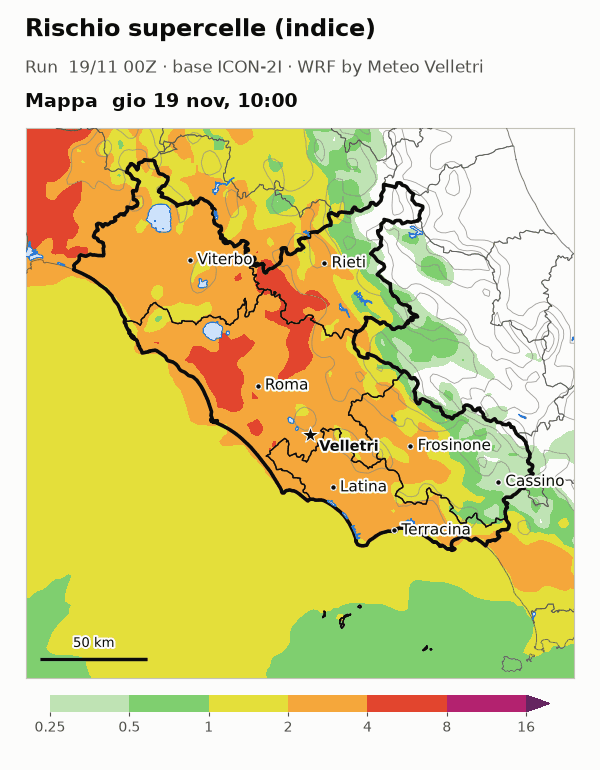 Rischio supercelle (indice)
Run 19/11 00Z · base ICON-2I · WRF by Meteo Velletri
Mappa gio 19 nov, 10:00
Viterbo
Rieti
Roma
Velletri
Frosinone
Cassino
Latina
Terracina
50 km
0.25 0.5 1 2 4 8 16